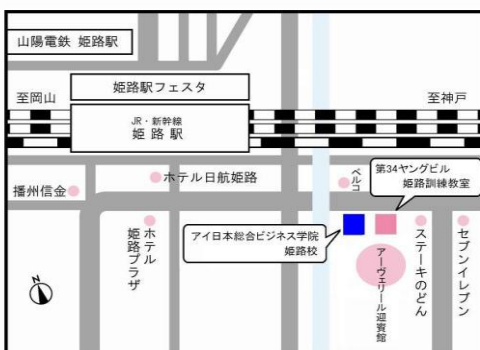 山陽電鉄 姫路駅
姫路駅フェスタ
至岡山
至神戸
JR・新幹線
姫路駅
第34ヤングビル
姫路訓練教室
ホテル日航姫路
ベルコ
播州信金
アイ日本総合ビジネス学院
姫路校
ホテル
姫路プラザ
アーヴェリール迎賓館
ステーキのどん
セブンイレブン
N